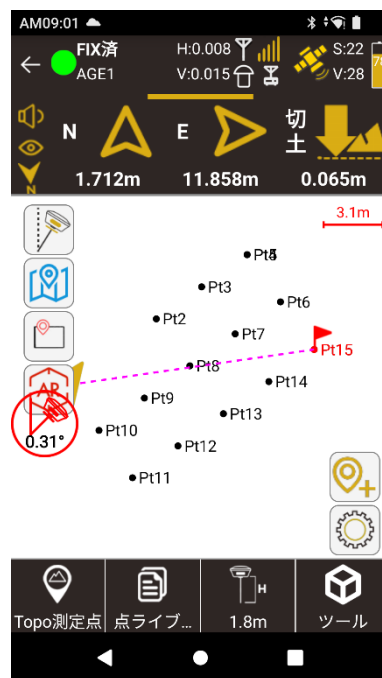 AM09:01
FIX済
AGE1
H:0.008
V:0.015
S:22
V:28
N
E
切土
1.712m
11.858m
0.065m
N
3.1m
Pt3
Pt6
Pt2
Pt7
Pt15
Pt8
Pt14
AR
Pt9
Pt13
Pt10
0.31°
Pt12
Pt11
H
Topo測定点
点ライブ...
1.8m
ツール